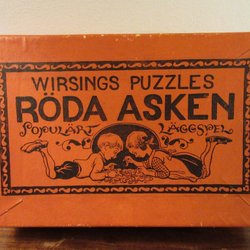 WIRSINGS PUZZLES
RÖDA ASKEN
POPULÄRT LÄGGSPEL